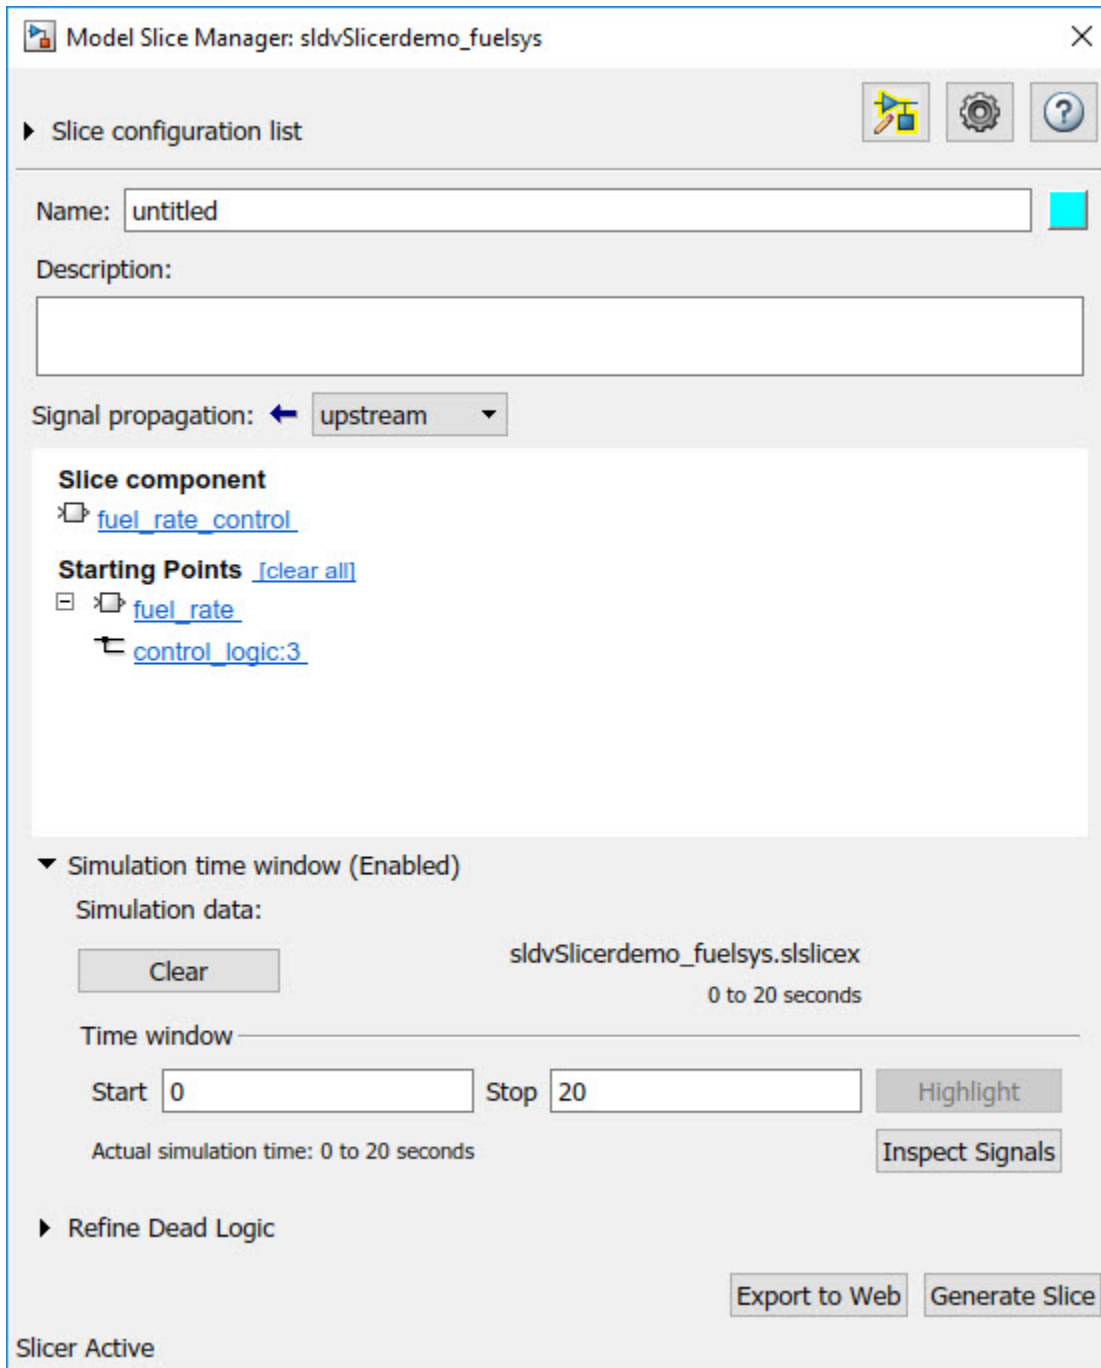 Model Slice Manager: sldvSlicerdemo_fuelsys
Slice configuration list
Name: untitled
Description:
Signal propagation: upstream
Slice component
fuel_rate_control
Starting Points [clear all]
fuel_rate
control_logic:3
Simulation time window (Enabled)
Simulation data:
Clear sldvSlicerdemo_fuelsys.slslicex
0 to 20 seconds
Time window
Start 0 Stop 20 Highlight
Actual simulation time: 0 to 20 seconds Inspect Signals
Refine Dead Logic
Export to Web Generate Slice
Slicer Active